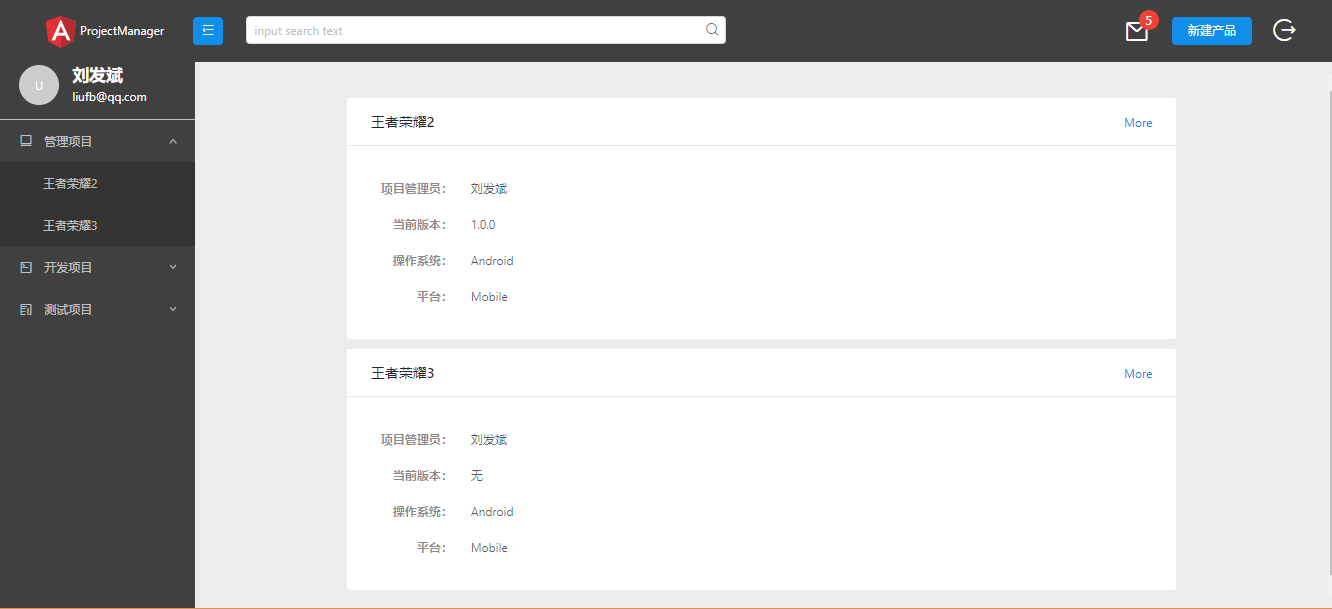 ProjectManager
input search text
5
新建产品
U
刘发斌
liufb@qq.com
管理项目
王者荣耀2
王者荣耀3
开发项目
测试项目
王者荣耀2
More
项目管理员： 刘发斌
当前版本： 1.0.0
操作系统： Android
平台： Mobile
王者荣耀3
More
项目管理员： 刘发斌
当前版本： 无
操作系统： Android
平台： Mobile